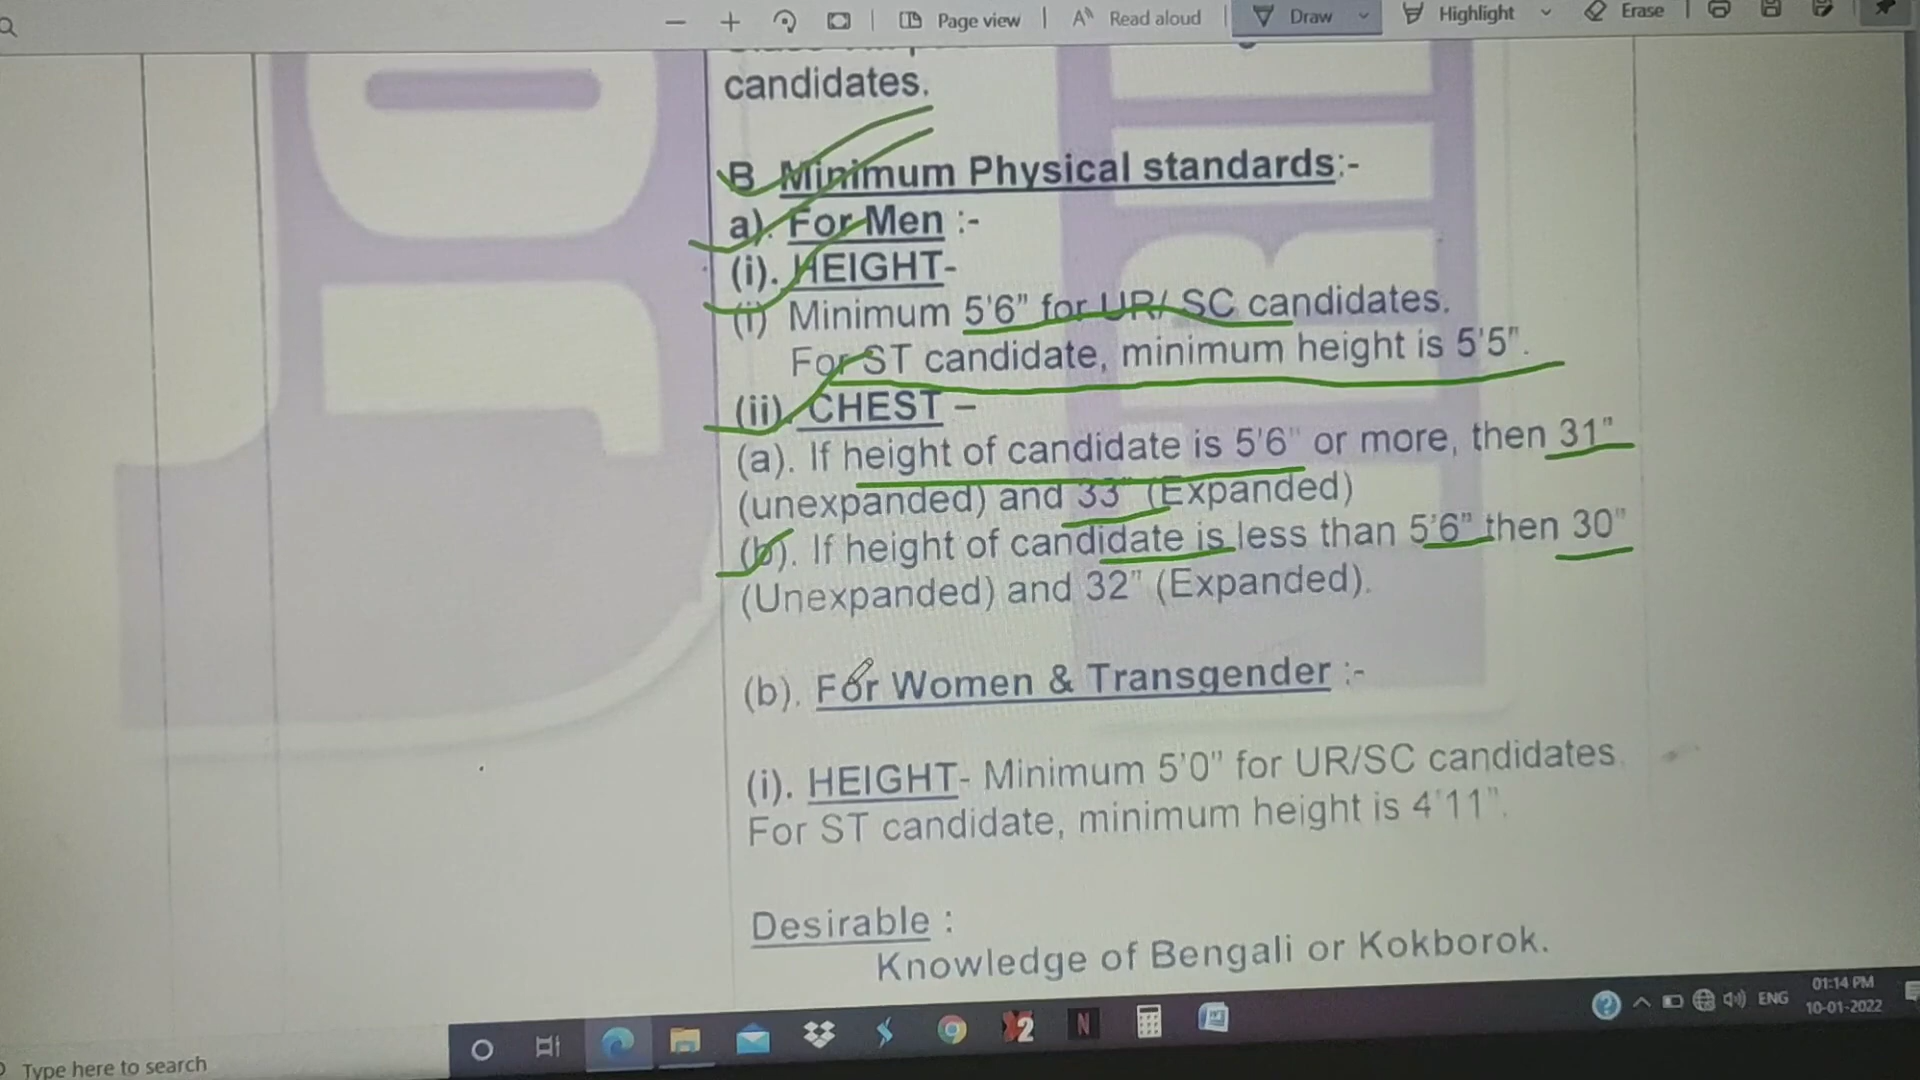 Page view
Read aloud
Draw
Highlight
Erase
candidates.
B Minimum Physical standards:-
a). For Men :-
(i). HEIGHT-
(i) Minimum 5'6" for UR/ SC candidates.
For ST candidate, minimum height is 5'5".
(ii) CHEST –
(a). If height of candidate is 5'6" or more, then 31"
(unexpanded) and 33" (Expanded)
(b). If height of candidate is less than 5'6" then 30"
(Unexpanded) and 32" (Expanded).
(b). For Women & Transgender :-
(i). HEIGHT- Minimum 5'0" for UR/SC candidates
For ST candidate, minimum height is 4'11".
Desirable :
Knowledge of Bengali or Kokborok.
ENG
01:14 PM
10-01-2022
Type here to search